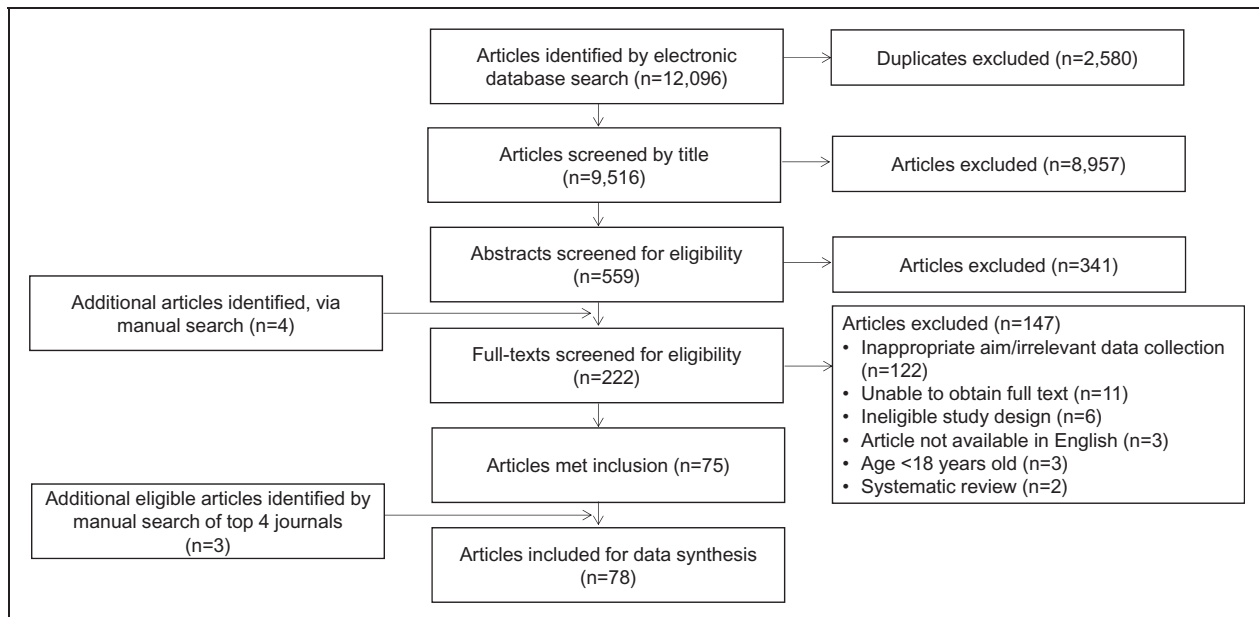 Articles identified by electronic
database search (n=12,096)
Duplicates excluded (n=2,580)
Articles screened by title
(n=9,516)
Articles excluded (n=8,957)
Abstracts screened for eligibility
(n=559)
Articles excluded (n=341)
Additional articles identified, via
manual search (n=4)
Full-texts screened for eligibility
(n=222)
Articles excluded (n=147)
• Inappropriate aim/irrelevant data collection
(n=122)
• Unable to obtain full text (n=11)
• Ineligible study design (n=6)
• Article not available in English (n=3)
• Age <18 years old (n=3)
• Systematic review (n=2)
Articles met inclusion (n=75)
Additional eligible articles identified by
manual search of top 4 journals
(n=3)
Articles included for data synthesis
(n=78)